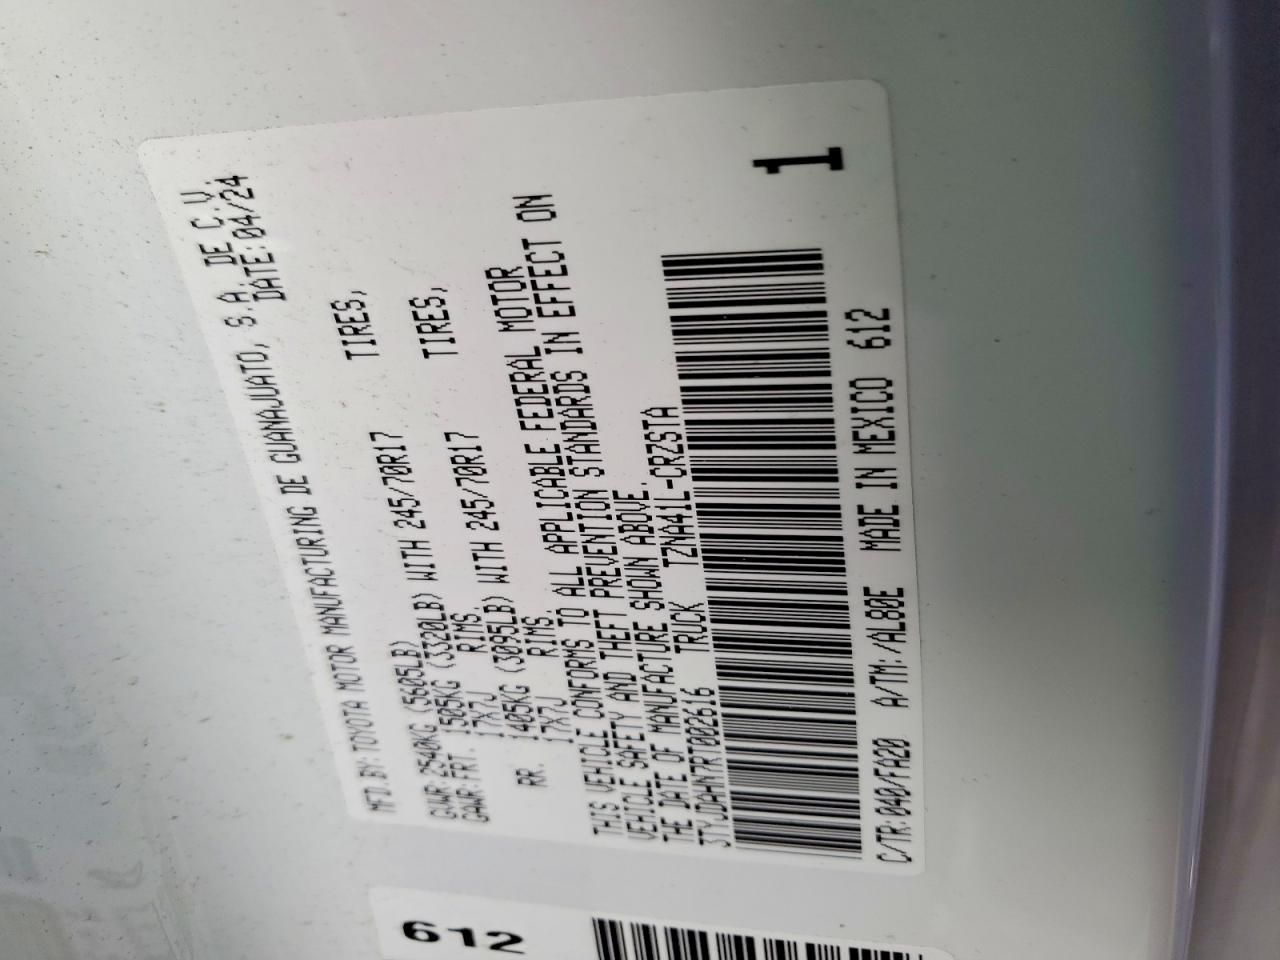 MFD.BY:TOYOTA MOTOR MANUFACTURING DE GUANAJUATO, S.A. DE C.V.
DATE:04/24
GVWR:2540KG (5605LB)
GAWR:FRT. 1505KG (3320LB) WITH 245/70R17 TIRES,
17X7J RIMS
RR. 1405KG (3095LB) WITH 245/70R17 TIRES,
17X7J RIMS.
THIS VEHICLE CONFORMS TO ALL APPLICABLE FEDERAL MOTOR
VEHICLE SAFETY AND THEFT PREVENTION STANDARDS IN EFFECT ON
THE DATE OF MANUFACTURE SHOWN ABOVE.
3TYJDAHN7RT002616 TRUCK TZNA41L-CRZSTA
1
C/TR:040/FA20 A/TM:/AL80E MADE IN MEXICO 612
612